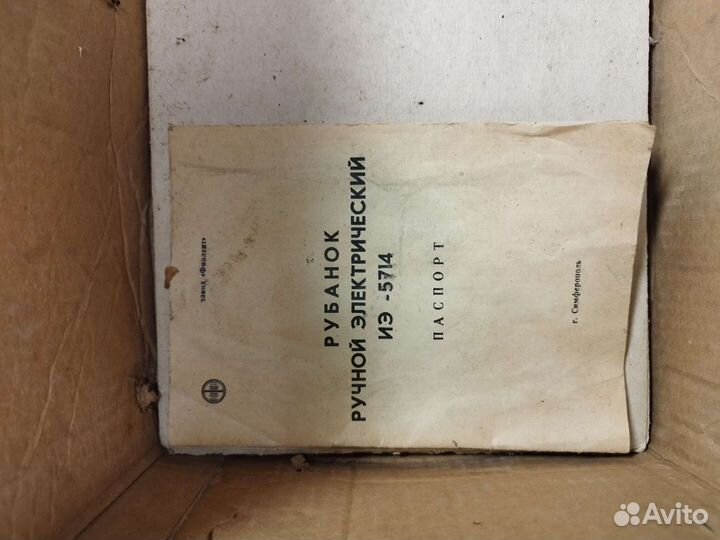 завод «Фиолент»
РУБАНОК
РУЧНОЙ ЭЛЕКТРИЧЕСКИЙ
ИЭ-5714
ПАСПОРТ
г. Симферополь
Avito